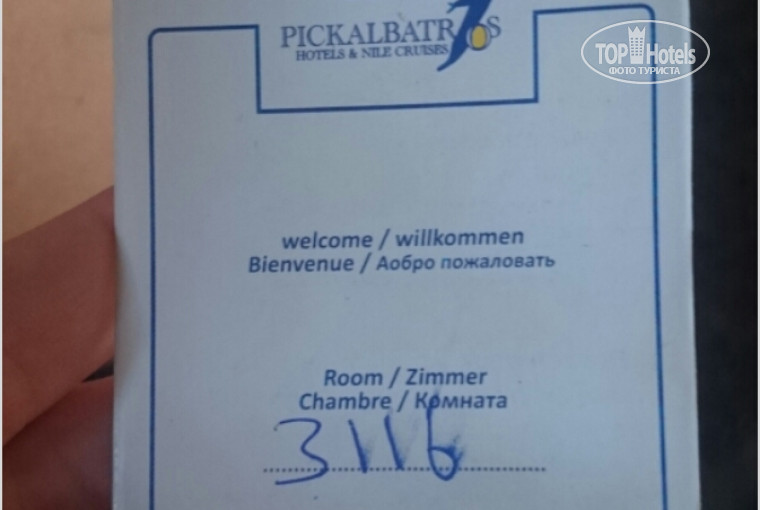 PICKALBATROS
HOTELS & NILE CRUISES
TOP Hotels
ФОТО ТУРИСТА
welcome / willkommen
Bienvenue / Аобро пожаловать
Room / Zimmer
Chambre / Комната
3116